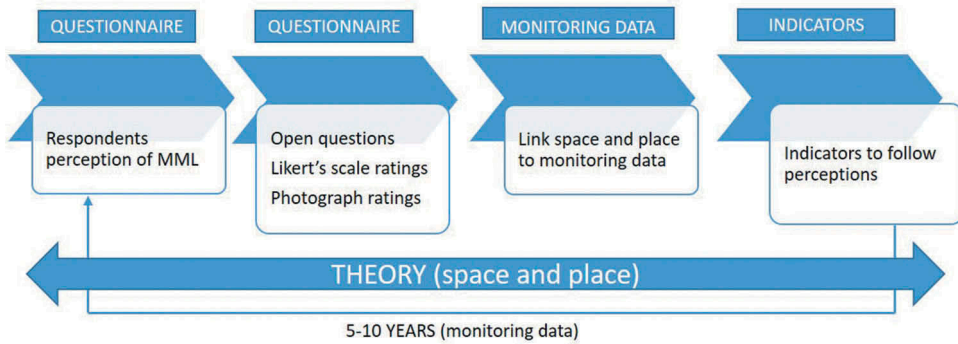 QUESTIONNAIRE
QUESTIONNAIRE
MONITORING DATA
INDICATORS
Respondents
perception of MML
Open questions
Likert's scale ratings
Photograph ratings
Link space and place
to monitoring data
Indicators to follow
perceptions
THEORY (space and place)
5-10 YEARS (monitoring data)